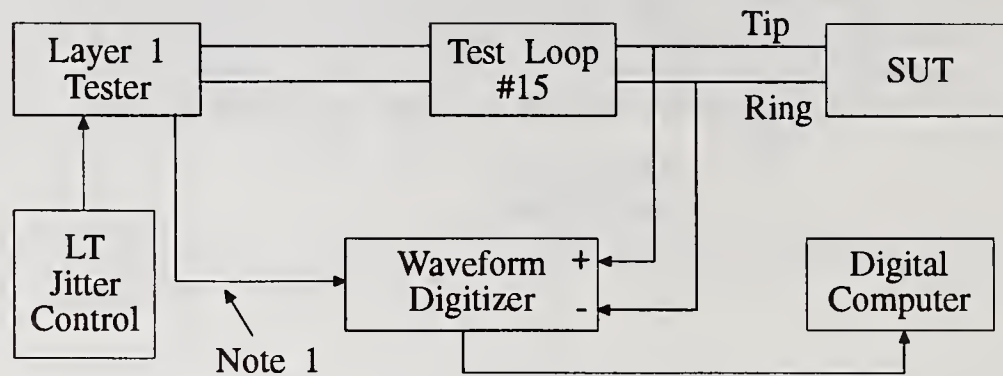 Layer 1
Tester
Test Loop
#15
Tip
Ring
SUT
LT
Jitter
Control
Note 1
Waveform
Digitizer
+
-
Digital
Computer